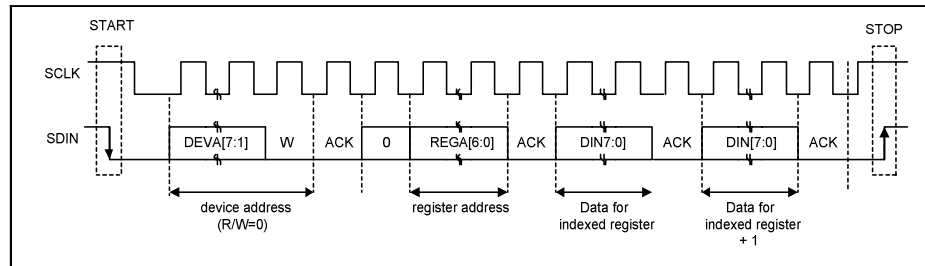 START
STOP
SCLK
SDIN
DEVA[7:1]
W
ACK
0
REGA[6:0]
ACK
DIN7:0]
ACK
DIN[7:0]
ACK
device address
(R/W=0)
register address
Data for
indexed register
Data for
indexed register
+ 1